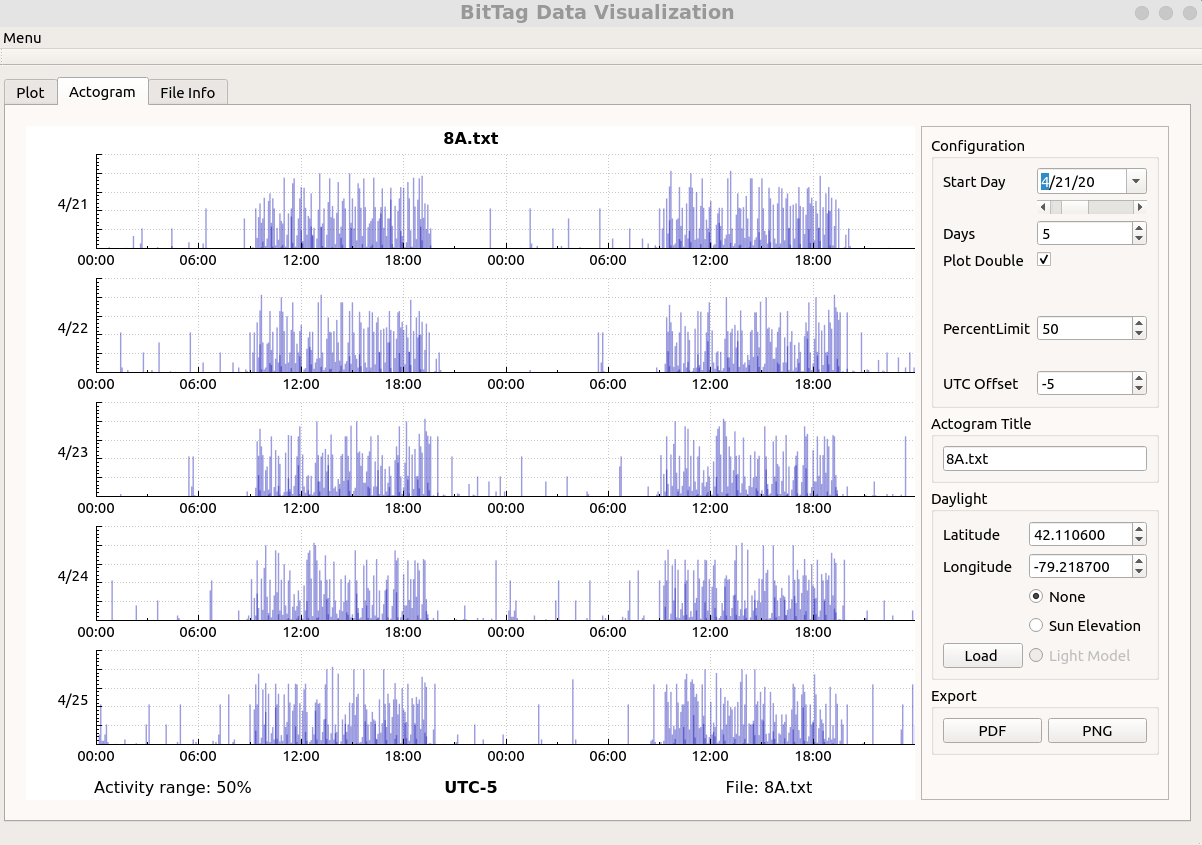 BitTag Data Visualization
Menu
Plot
Actogram
File Info
8A.txt
4/21
00:00 06:00 12:00 18:00 00:00 06:00 12:00 18:00
4/22
00:00 06:00 12:00 18:00 00:00 06:00 12:00 18:00
4/23
00:00 06:00 12:00 18:00 00:00 06:00 12:00 18:00
4/24
00:00 06:00 12:00 18:00 00:00 06:00 12:00 18:00
4/25
00:00 06:00 12:00 18:00 00:00 06:00 12:00 18:00
Activity range: 50% UTC-5 File: 8A.txt
Configuration
Start Day 4/21/20
Days 5
Plot Double
PercentLimit 50
UTC Offset -5
Actogram Title
8A.txt
Daylight
Latitude 42.110600
Longitude -79.218700
None
Sun Elevation
Load Light Model
Export
PDF PNG